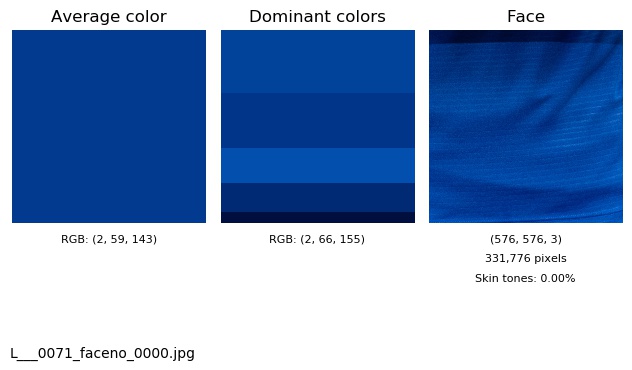 Average color
Dominant colors
Face
RGB: (2, 59, 143)
RGB: (2, 66, 155)
(576, 576, 3)
331,776 pixels
Skin tones: 0.00%
L___0071_faceno_0000.jpg